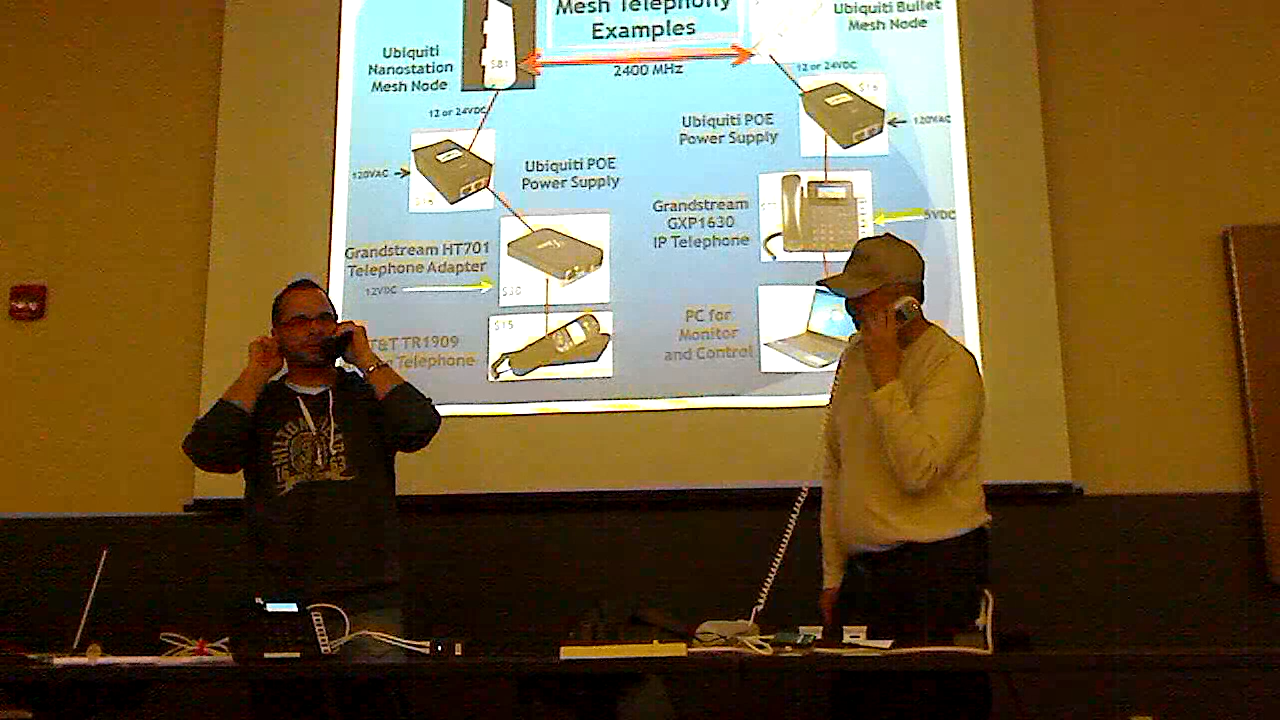 Mesh Telephony
Examples
Ubiquiti Bullet
Mesh Node
Ubiquiti
Nanostation
Mesh Node
$81
2400 MHz
12 or 24VDC
12 or 24VDC
Ubiquiti POE
Power Supply
120VAC
120VAC
Ubiquiti POE
Power Supply
Grandstream
GXP1630
IP Telephone
5VDC
Grandstream HT701
Telephone Adapter
12VDC
$30
PC for
Monitor
and Control
$15
T&T TR1909
Telephone